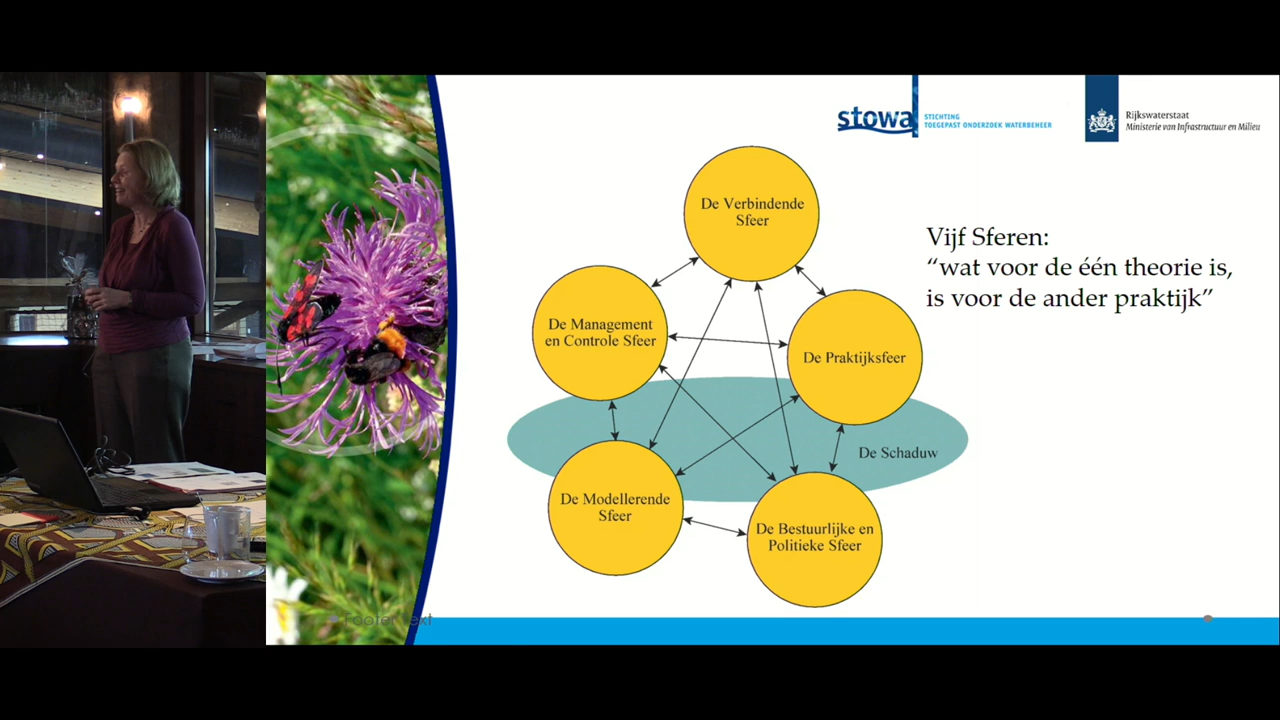 stowa
STICHTING
TOEGEPAST ONDERZOEK WATERBEHEER
Rijkswaterstaat
Ministerie van Infrastructuur en Milieu
De Verbindende
Sfeer
Vijf Sferen:
“wat voor de één theorie is,
is voor de ander praktijk”
De Management
en Controle Sfeer
De Praktijksfeer
De Schaduw
De Modellerende
Sfeer
De Bestuurlijke en
Politieke Sfeer
Footer Text